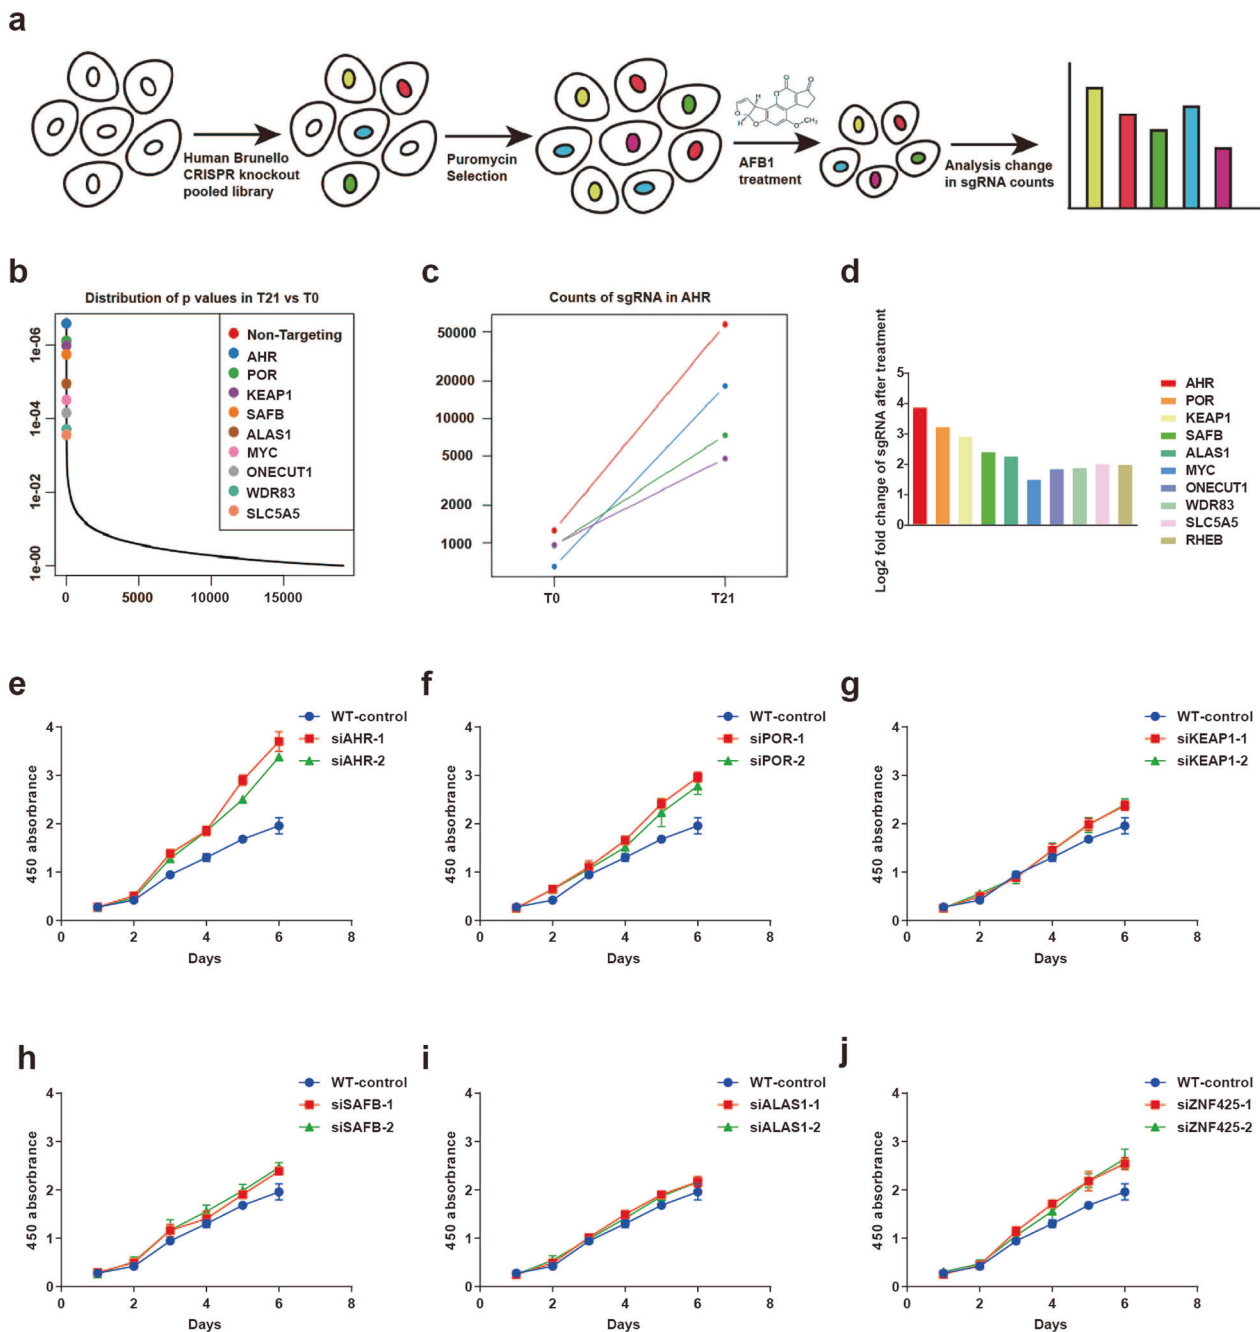 a
Human Brunello
CRISPR knockout
pooled library
Puromycin
Selection
O
O
O
O
O
H
H
OCH₃
AFB1
treatment
Analysis change
in sgRNA counts
b
Distribution of p values in T21 vs T0
1e-06
1e-04
1e-02
1e-00
0
5000
10000
15000
Non-Targeting
AHR
POR
KEAP1
SAFB
ALAS1
MYC
ONECUT1
WDR83
SLC5A5
c
Counts of sgRNA in AHR
50000
20000
10000
5000
2000
1000
T0
T21
d
Log2 fold change of sgRNA after treatment
5
4
3
2
1
0
AHR
POR
KEAP1
SAFB
ALAS1
MYC
ONECUT1
WDR83
SLC5A5
RHEB
e
450 absorbrance
4
3
2
1
0
0 2 4 6 8
Days
WT-control
siAHR-1
siAHR-2
f
450 absorbrance
4
3
2
1
0
0 2 4 6 8
Days
WT-control
siPOR-1
siPOR-2
g
450 absorbrance
4
3
2
1
0
0 2 4 6 8
Days
WT-control
siKEAP1-1
siKEAP1-2
h
450 absorbrance
4
3
2
1
0
0 2 4 6 8
Days
WT-control
siSAFB-1
siSAFB-2
i
450 absorbrance
4
3
2
1
0
0 2 4 6 8
Days
WT-control
siALAS1-1
siALAS1-2
j
450 absorbrance
4
3
2
1
0
0 2 4 6 8
Days
WT-control
siZNF425-1
siZNF425-2